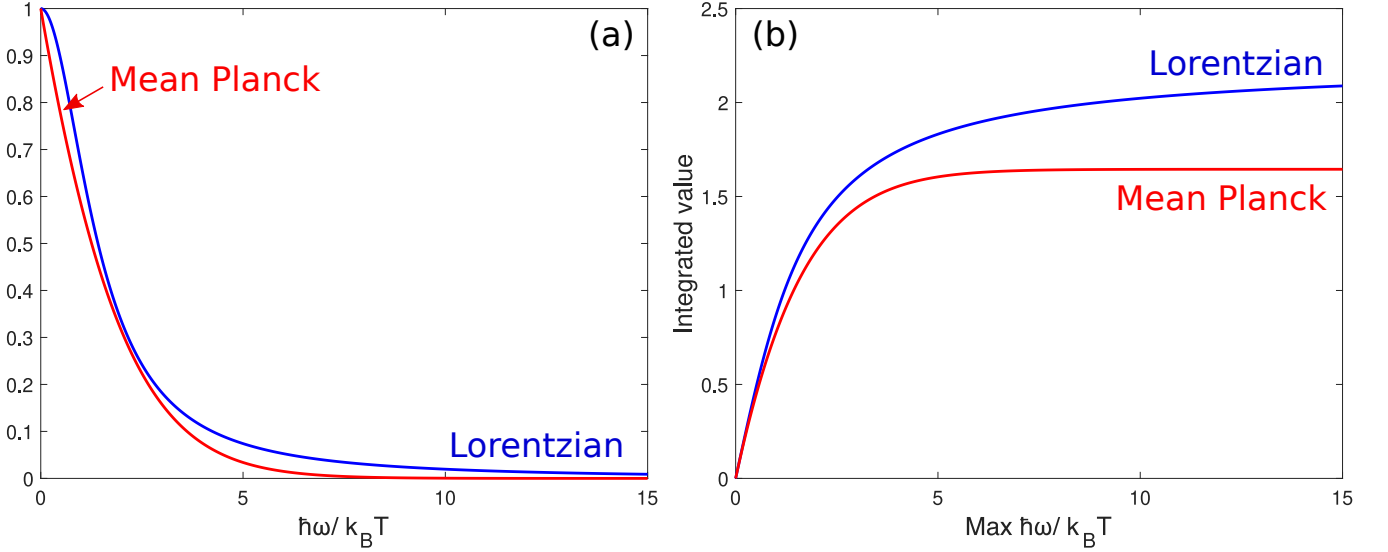 (a)
Mean Planck
Lorentzian
1
0.9
0.8
0.7
0.6
0.5
0.4
0.3
0.2
0.1
0
0 5 10 15
ħω/ k_BT
(b)
Lorentzian
Mean Planck
Integrated value
2.5
2
1.5
1
0.5
0
0 5 10 15
Max ħω/ k_BT